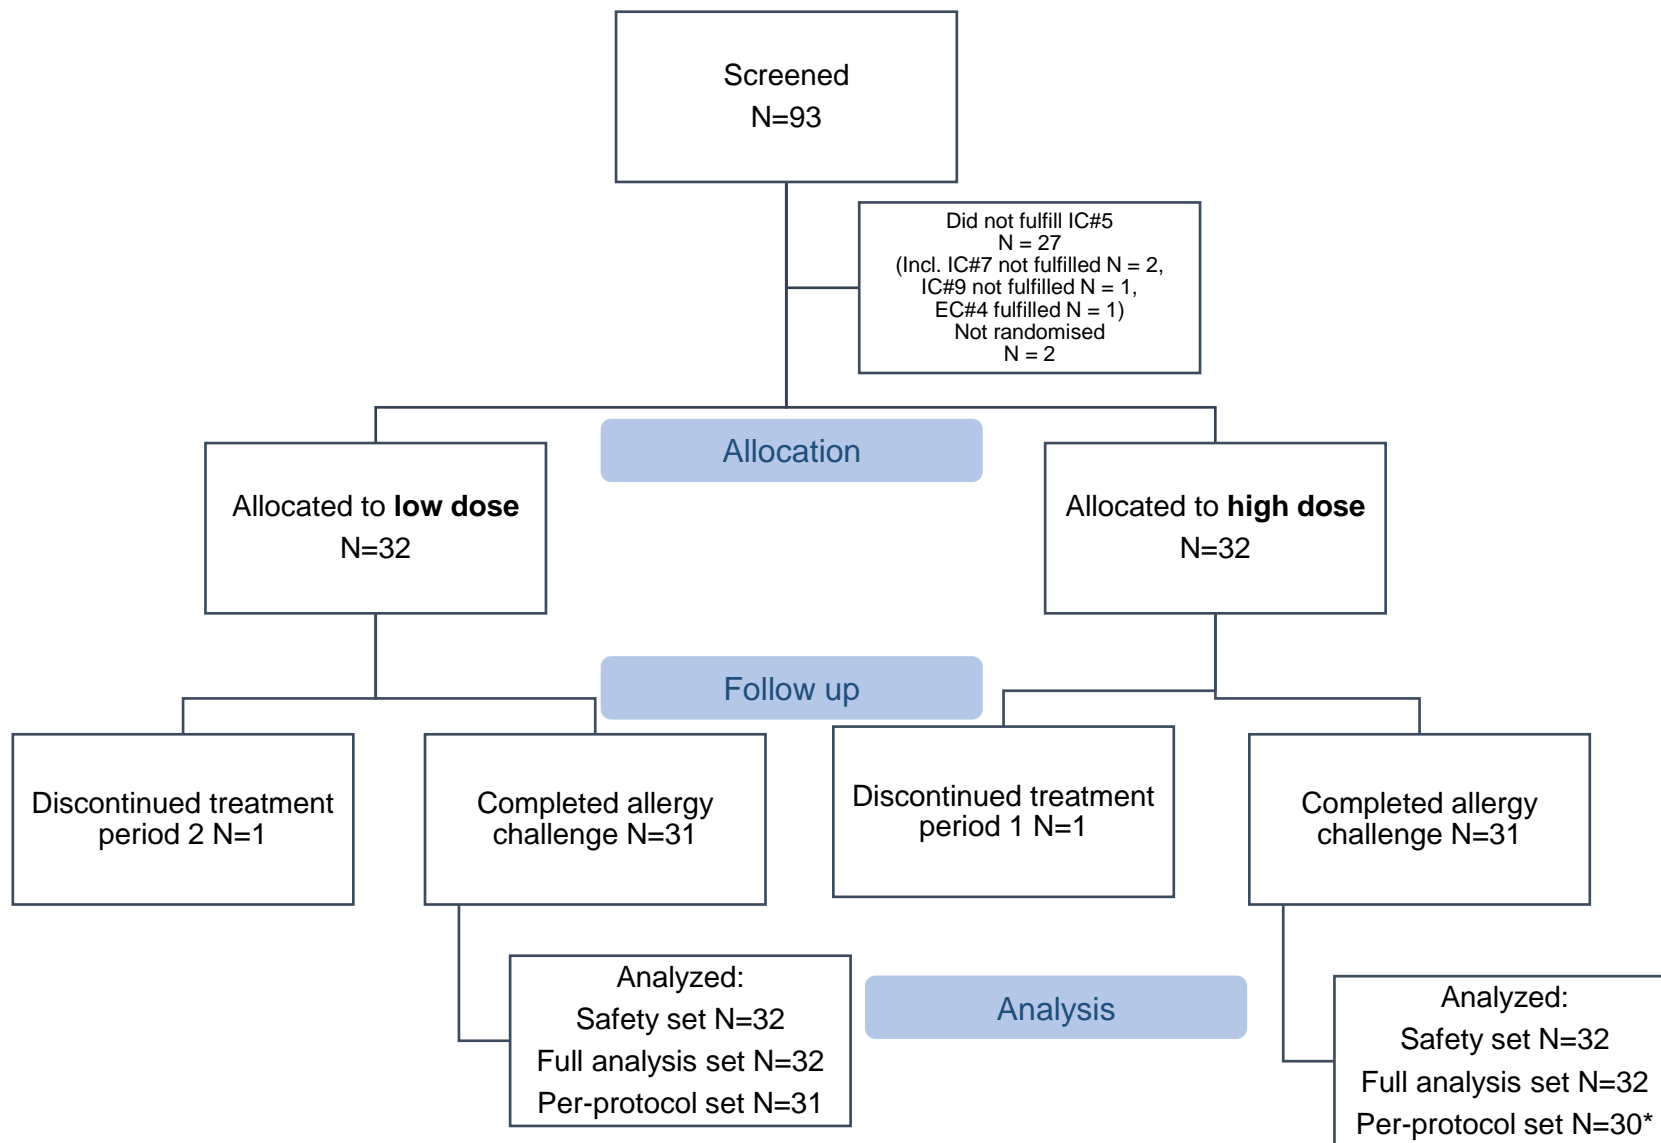 Screened
N=93
Did not fulfill IC#5
N = 27
(Incl. IC#7 not fulfilled N = 2,
IC#9 not fulfilled N = 1,
EC#4 fulfilled N = 1)
Not randomised
N = 2
Allocation
Allocated to low dose
N=32
Allocated to high dose
N=32
Follow up
Discontinued treatment
period 2 N=1
Completed allergy
challenge N=31
Discontinued treatment
period 1 N=1
Completed allergy
challenge N=31
Analyzed:
Safety set N=32
Full analysis set N=32
Per-protocol set N=31
Analysis
Analyzed:
Safety set N=32
Full analysis set N=32
Per-protocol set N=30*